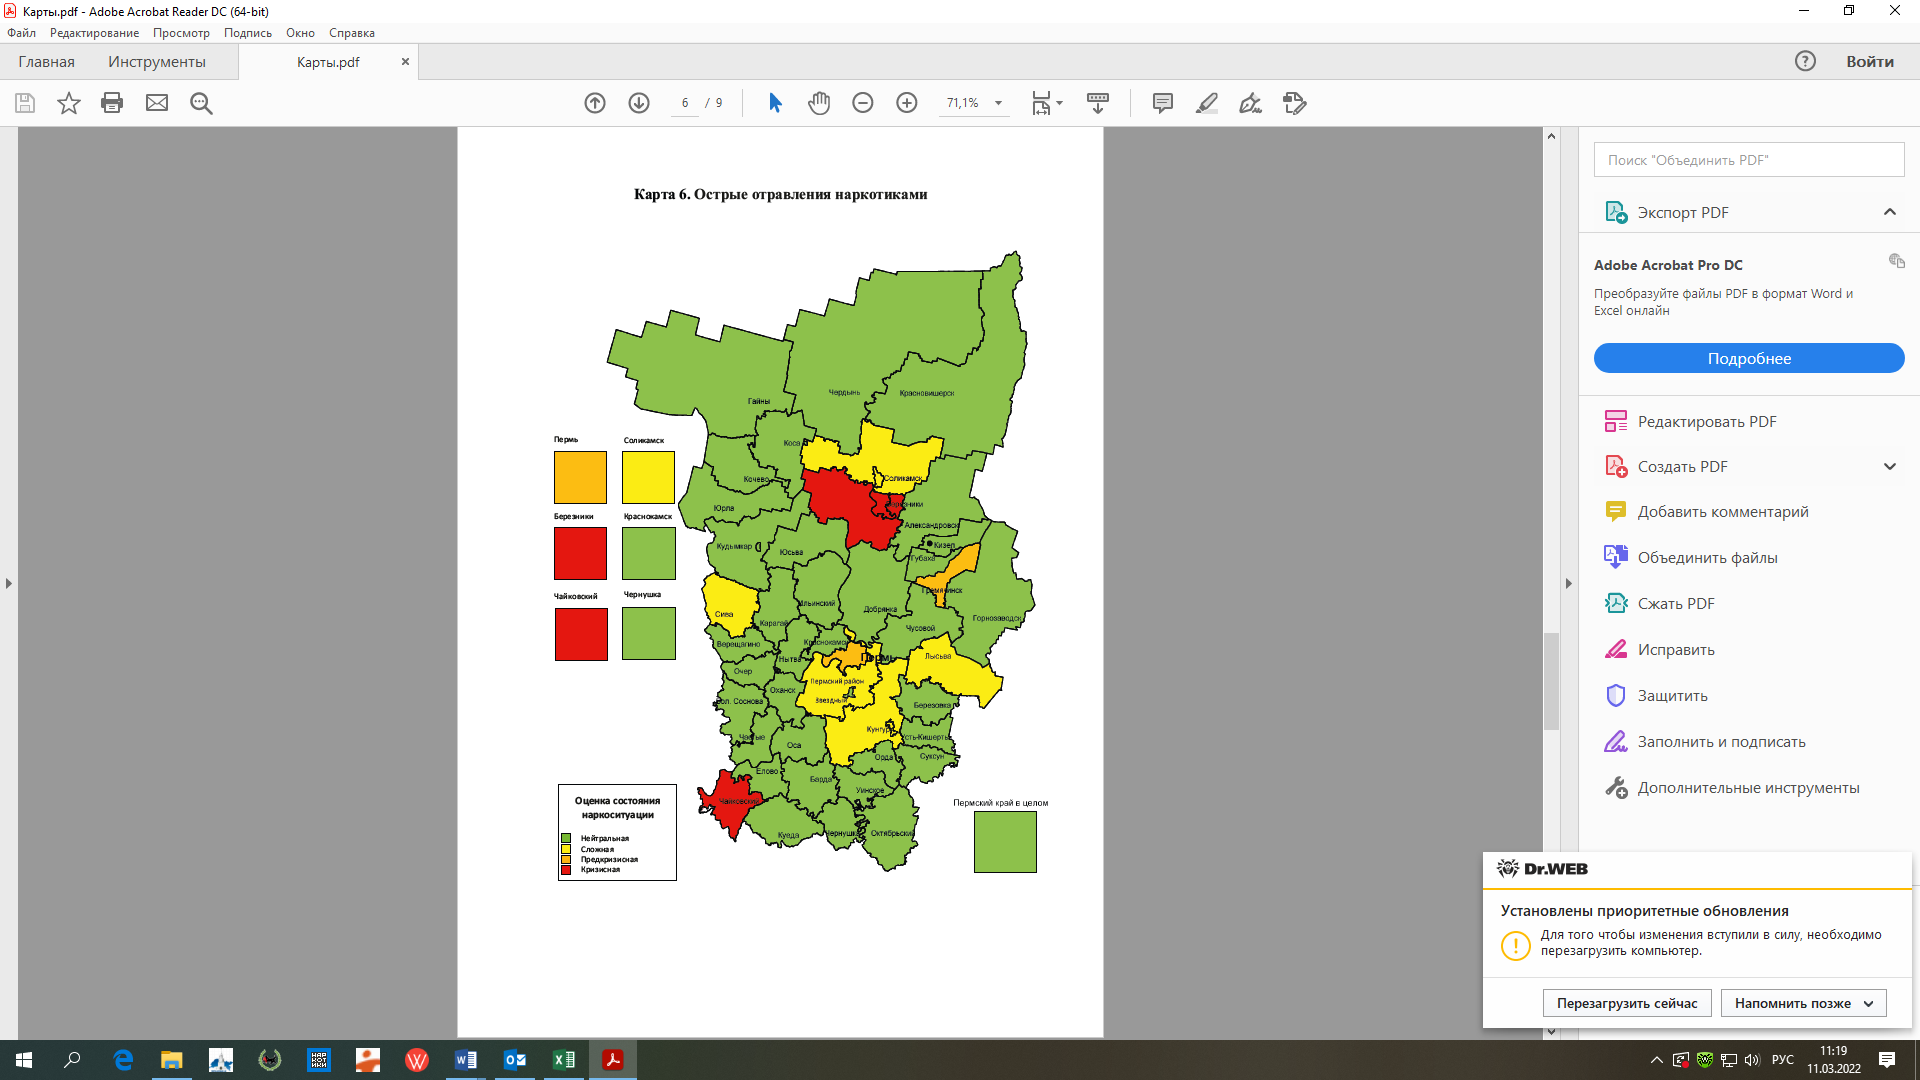 Карты.pdf - Adobe Acrobat Reader DC (64-bit)
Файл Редактирование Просмотр Подпись Окно Справка
Главная Инструменты Карты.pdf × Войти
6 / 9 71,1%
Карта 6. Острые отравления наркотиками
Чердынь
Красновишерск
Гайны
Коса
Кочево
Соликамск
Юрла
Александровск
Кизел
Кудымкар
Юсьва
Губаха
Гремячинск
Ильинский
Добрянка
Сива
Горнозаводск
Карагай
Чусовой
Верещагино
Краснокамск
Нытва
Пермь
Лысьва
Очер
Пермский район
Оханск
Звездный
Бол. Соснова
Березовка
Кунгур
Частые
Усть-Кишерть
Оса
Орда
Суксун
Елово
Барда
Уинское
Чайковский
Куеда
Чернушка
Октябрьский
Пермь Соликамск
Березники Краснокамск
Чайковский Чернушка
Оценка состояния
наркоситуации
Нейтральная
Сложная
Предкризисная
Кризисная
Пермский край в целом
Поиск "Объединить PDF"
Экспорт PDF
Adobe Acrobat Pro DC
Преобразуйте файлы PDF в формат Word и
Excel онлайн
Подробнее
Редактировать PDF
Создать PDF
Добавить комментарий
Объединить файлы
Сжать PDF
Исправить
Защитить
Заполнить и подписать
Дополнительные инструменты
Dr.WEB
Установлены приоритетные обновления
Для того чтобы изменения вступили в силу, необходимо
перезагрузить компьютер.
Перезагрузить сейчас Напомнить позже
НАР
КОТ
ИКИ
РУС
11:19
11.03.2022